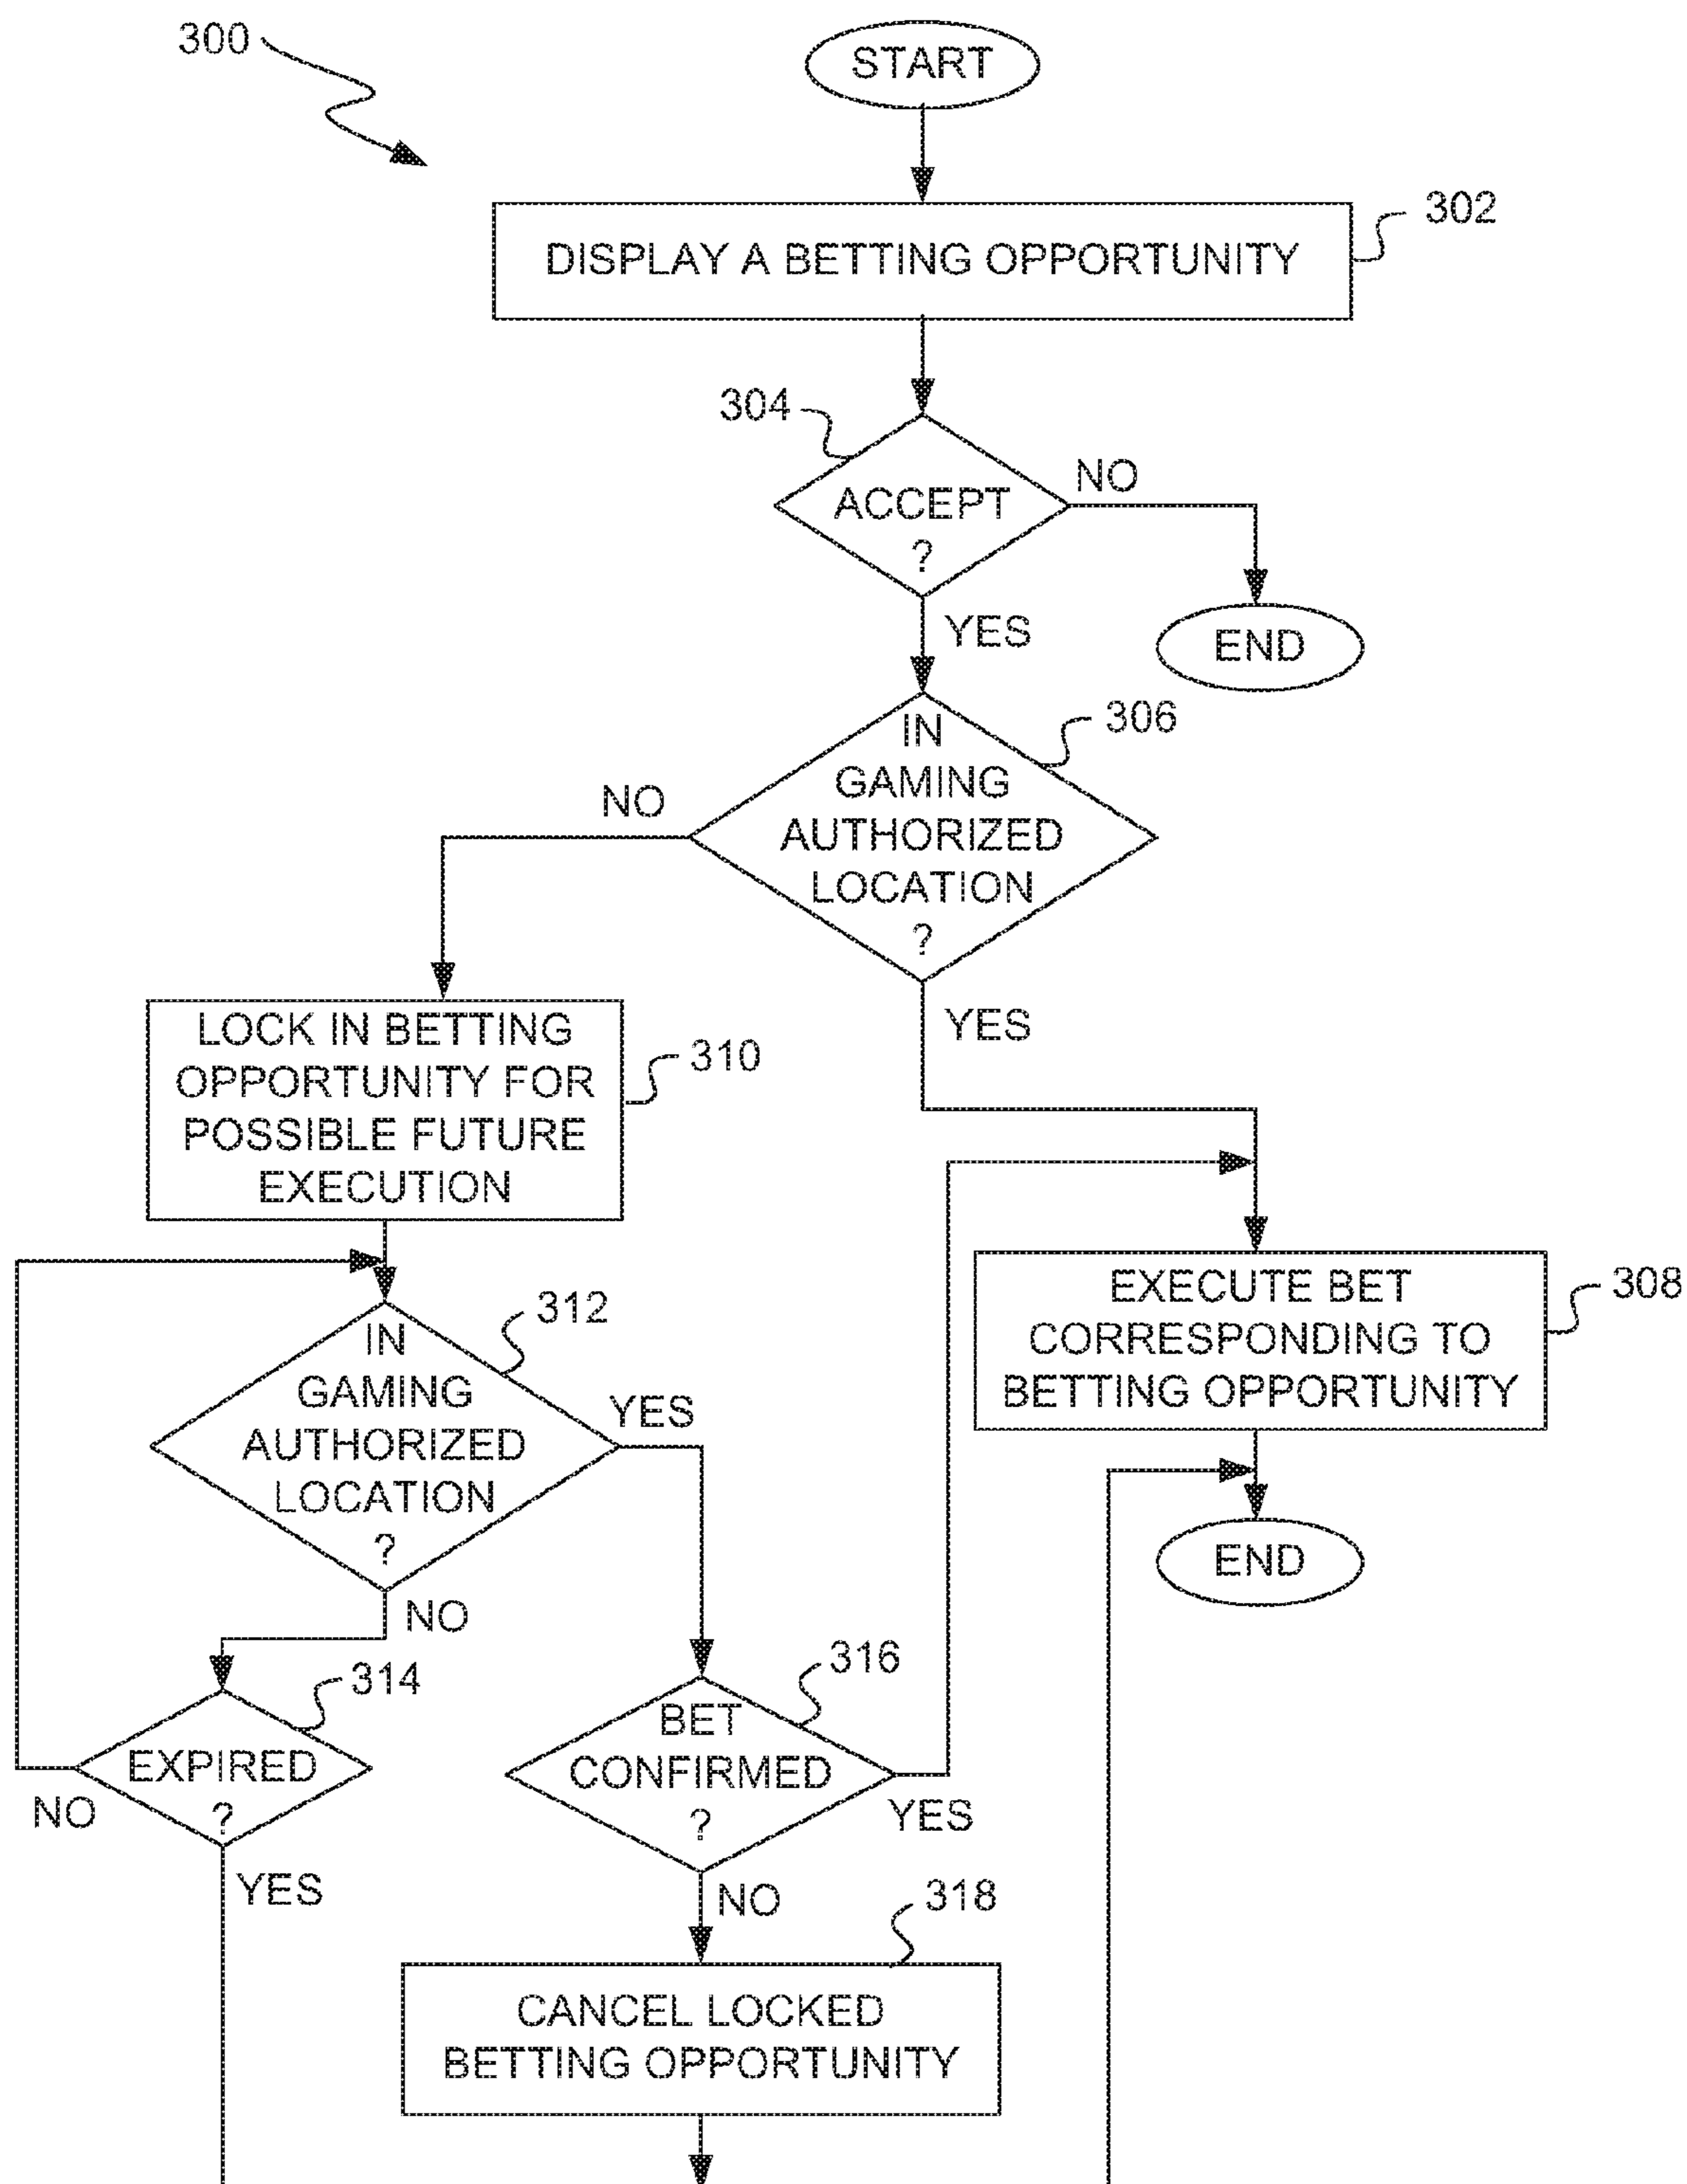 300
START
302
DISPLAY A BETTING OPPORTUNITY
304
ACCEPT
?
NO
YES
END
306
IN
GAMING
AUTHORIZED
LOCATION
?
NO
YES
LOCK IN BETTING
OPPORTUNITY FOR
POSSIBLE FUTURE
EXECUTION
310
EXECUTE BET
CORRESPONDING TO
BETTING OPPORTUNITY
308
312
IN
GAMING
AUTHORIZED
LOCATION
?
YES
NO
END
314
EXPIRED
?
NO
YES
316
BET
CONFIRMED
?
YES
NO
318
CANCEL LOCKED
BETTING OPPORTUNITY